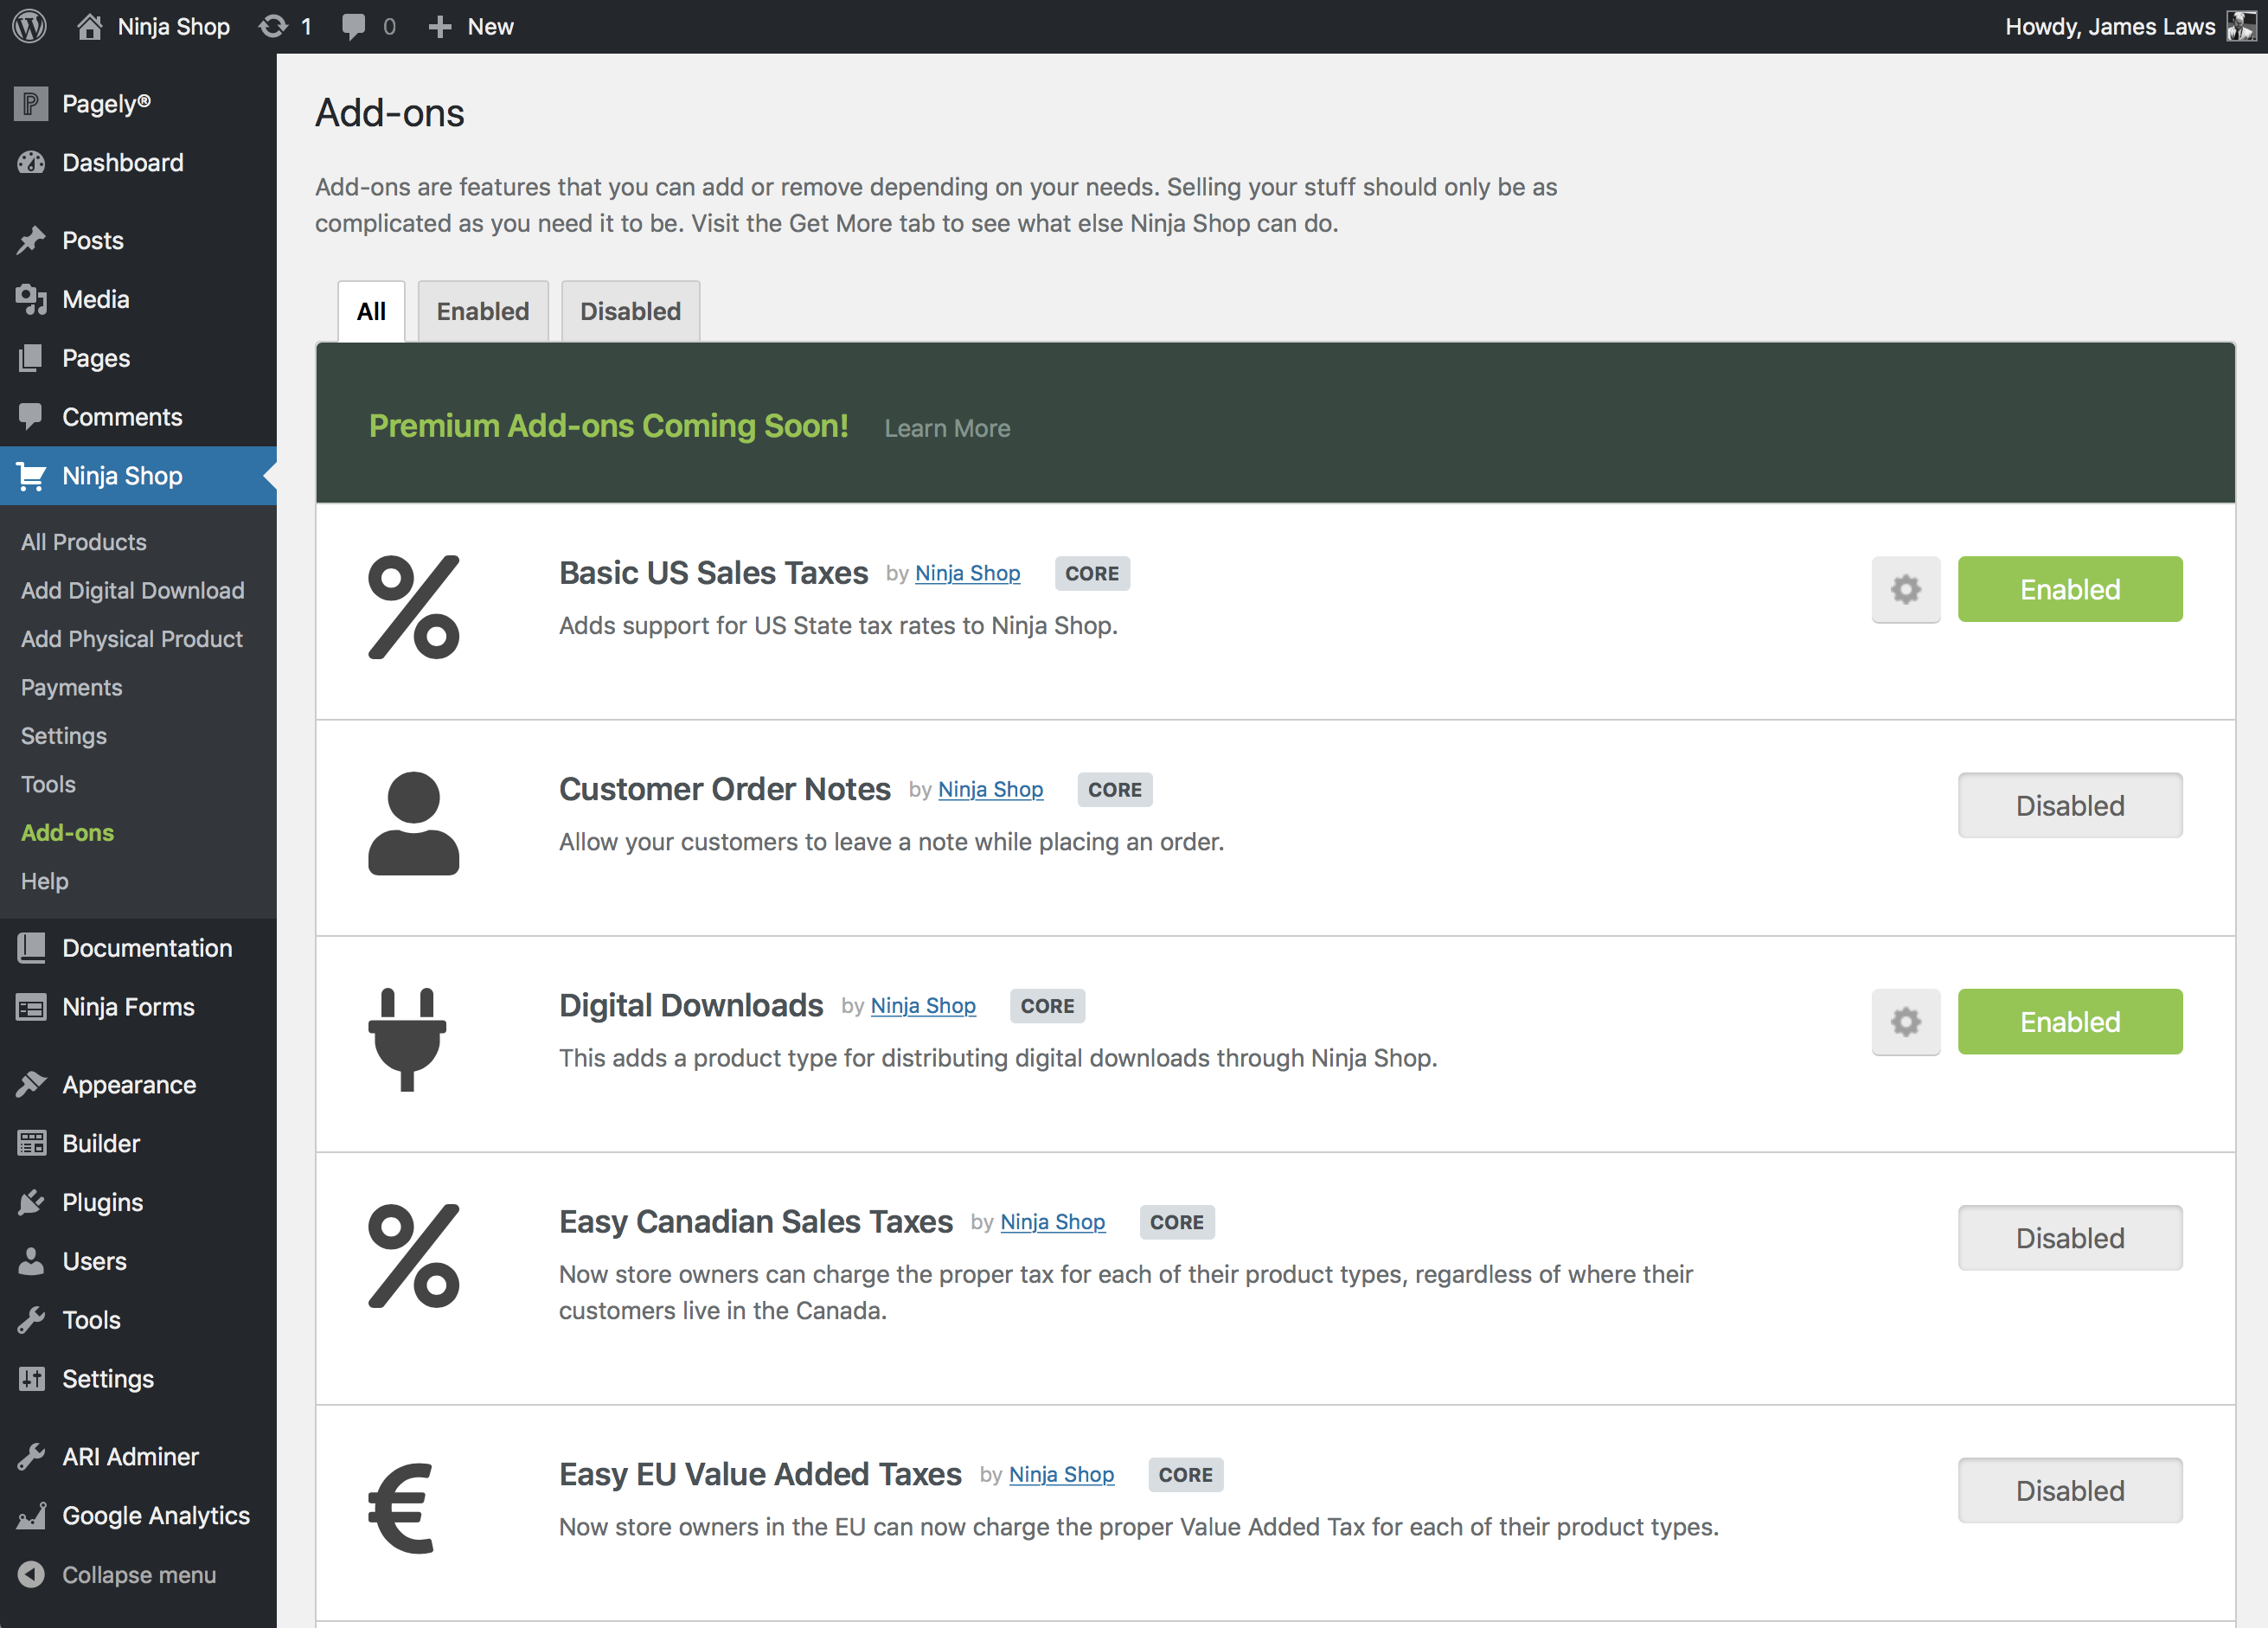 Ninja Shop 1 0 New Howdy, James Laws
Pagely®
Dashboard
Posts
Media
Pages
Comments
Ninja Shop
All Products
Add Digital Download
Add Physical Product
Payments
Settings
Tools
Add-ons
Help
Documentation
Ninja Forms
Appearance
Builder
Plugins
Users
Tools
Settings
ARI Adminer
Google Analytics
Collapse menu
Add-ons
Add-ons are features that you can add or remove depending on your needs. Selling your stuff should only be as
complicated as you need it to be. Visit the Get More tab to see what else Ninja Shop can do.
All Enabled Disabled
Premium Add-ons Coming Soon! Learn More
Basic US Sales Taxes by Ninja Shop CORE
Enabled
Adds support for US State tax rates to Ninja Shop.
Customer Order Notes by Ninja Shop CORE
Disabled
Allow your customers to leave a note while placing an order.
Digital Downloads by Ninja Shop CORE
Enabled
This adds a product type for distributing digital downloads through Ninja Shop.
Easy Canadian Sales Taxes by Ninja Shop CORE
Disabled
Now store owners can charge the proper tax for each of their product types, regardless of where their
customers live in the Canada.
Easy EU Value Added Taxes by Ninja Shop CORE
Disabled
Now store owners in the EU can now charge the proper Value Added Tax for each of their product types.